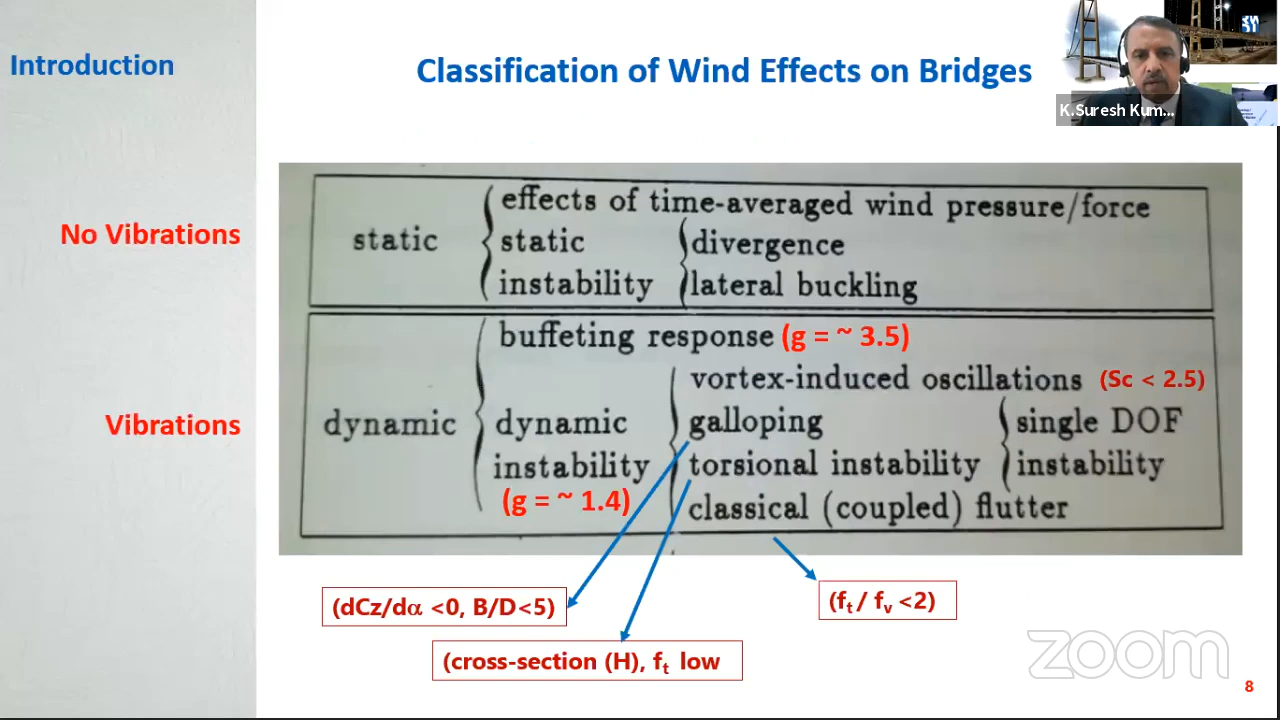 Introduction
Classification of Wind Effects on Bridges
K.Suresh Kum...
No Vibrations
static
effects of time-averaged wind pressure/force
static
instability
divergence
lateral buckling
Vibrations
dynamic
buffeting response (g = ~ 3.5)
dynamic
instability
(g = ~ 1.4)
vortex-induced oscillations (Sc < 2.5)
galloping
torsional instability
single DOF
instability
classical (coupled) flutter
(dCz/dα <0, B/D<5)
(cross-section (H), ft low
(ft / fv <2)
zoom
8